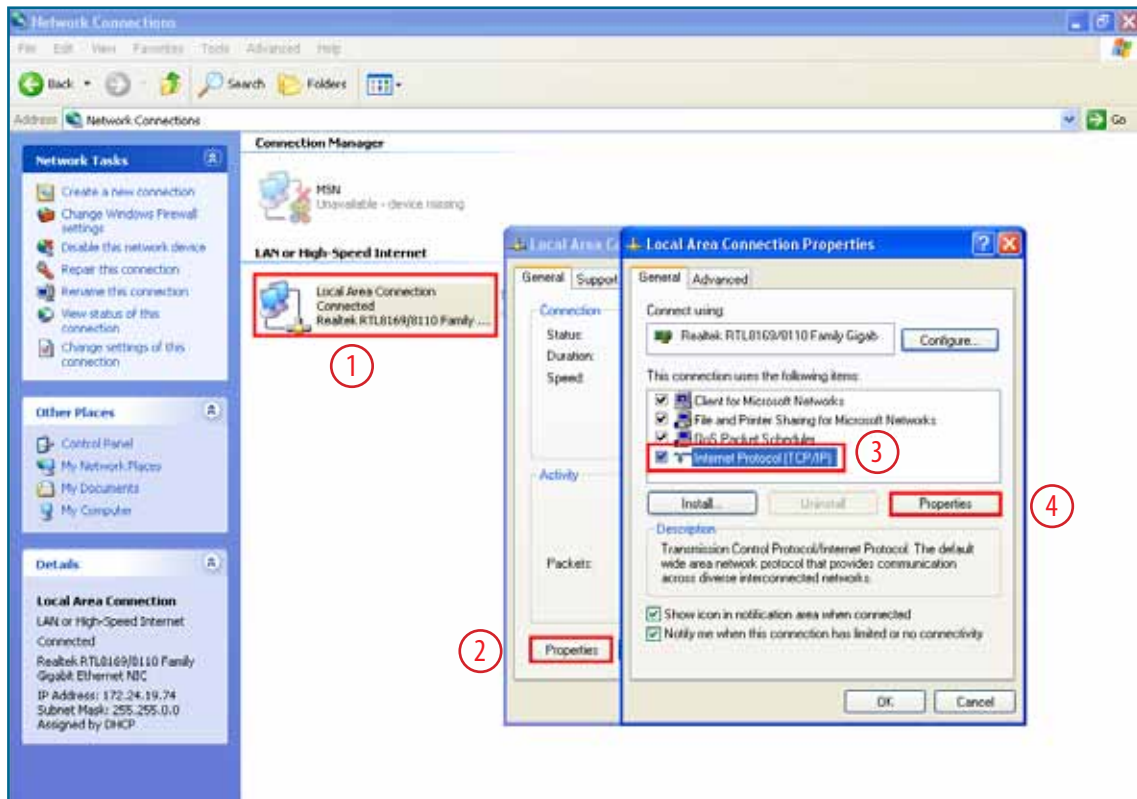 Network Connections
File Edit View Favorites Tools Advanced Help
Back Search Folders
Address Network Connections Go
Network Tasks
Create a new connection
Change Windows Firewall
settings
Disable this network device
Repair this connection
Rename this connection
View status of this
connection
Change settings of this
connection
Other Places
Control Panel
My Network Places
My Documents
My Computer
Details
Local Area Connection
LAN or High-Speed Internet
Connected
Realtek RTL8169/8110 Family
Gigabit Ethernet NIC
IP Address: 172.24.19.74
Subnet Mask: 255.255.0.0
Assigned by DHCP
Connection Manager
MSN
Unavailable - device missing
LAN or High-Speed Internet
Local Area Connection
Connected
Realtek RTL8169/8110 Family ...
1
Local Area C
General Support
Connection
Status:
Duration:
Speed:
Activity
Packets:
2
Properties
Local Area Connection Properties
General Advanced
Connect using:
Realtek RTL8169/8110 Family Gigab
Configure...
This connection uses the following items:
Client for Microsoft Networks
File and Printer Sharing for Microsoft Networks
QoS Packet Scheduler
Internet Protocol (TCP/IP)
3
Install... Uninstall Properties
4
Description
Transmission Control Protocol/Internet Protocol. The default
wide area network protocol that provides communication
across diverse interconnected networks.
Show icon in notification area when connected
Notify me when this connection has limited or no connectivity
OK Cancel